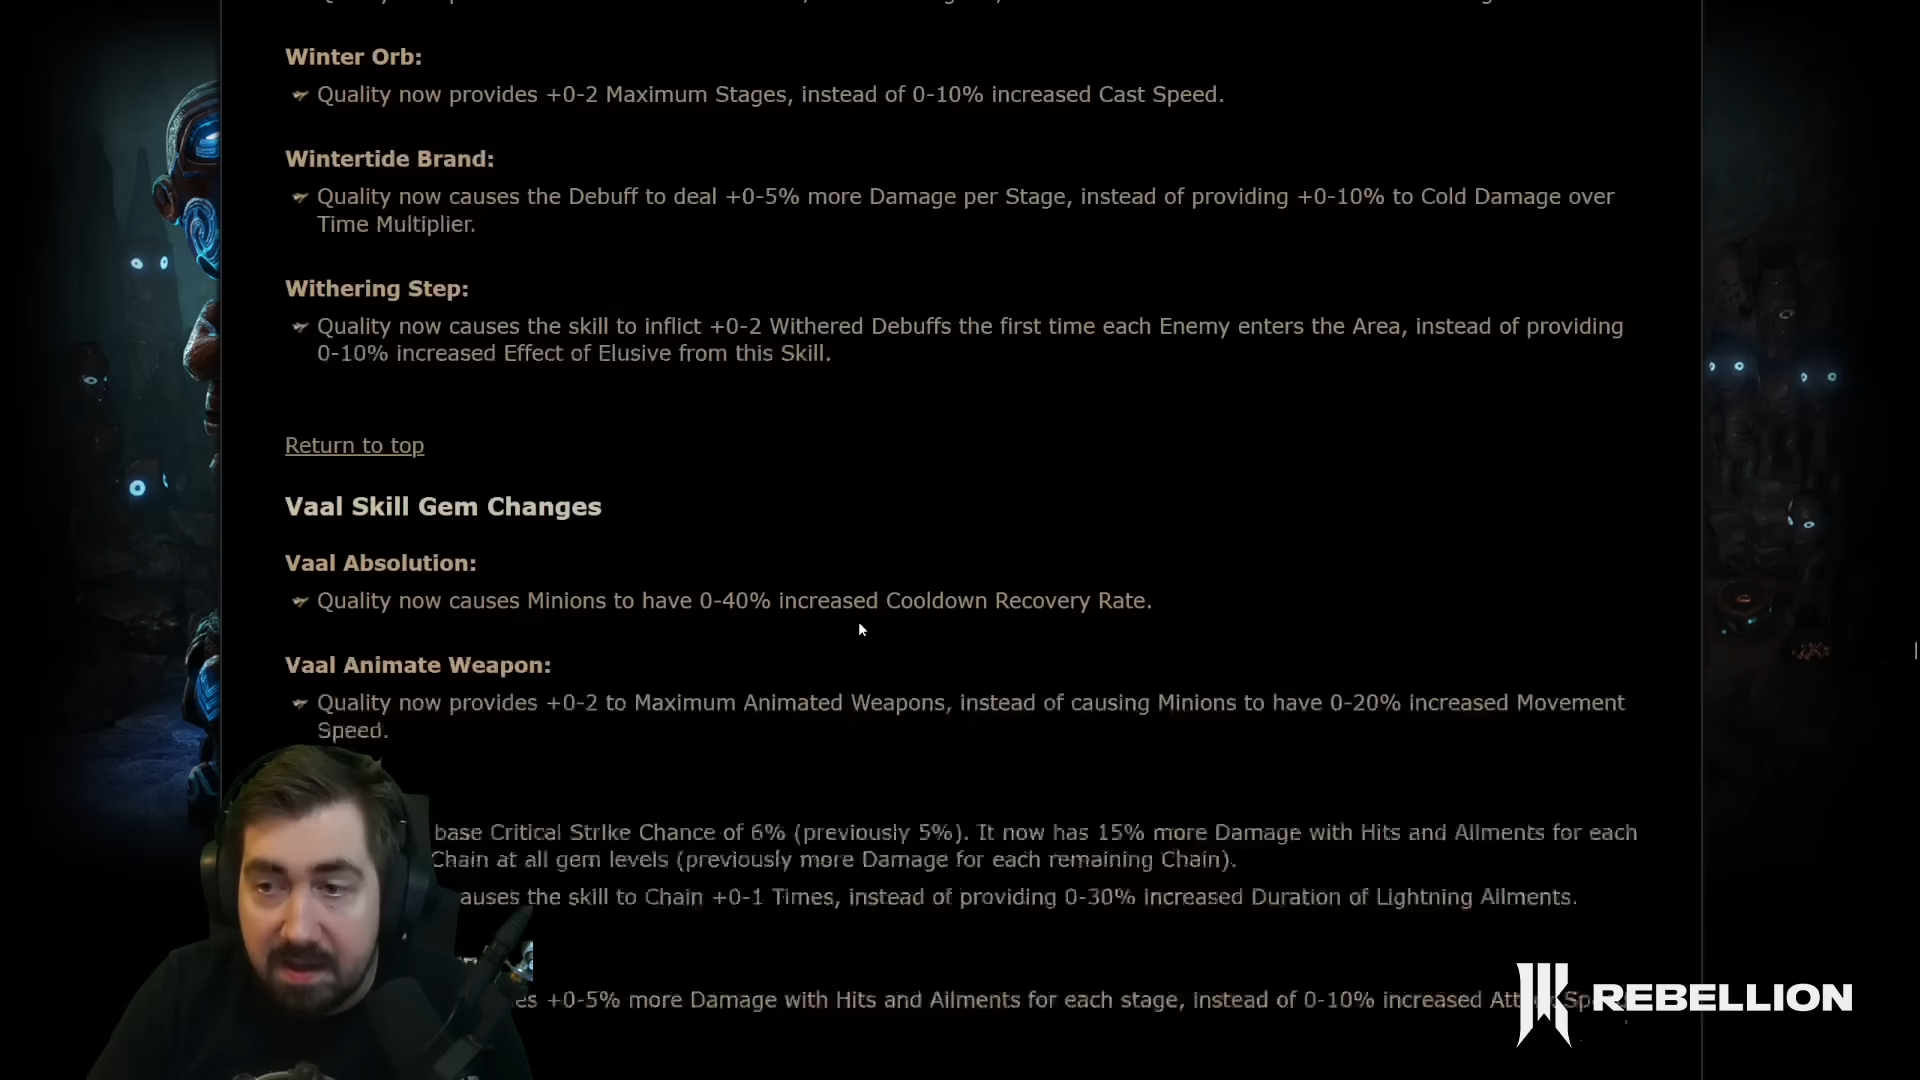 Winter Orb:
Quality now provides +0-2 Maximum Stages, instead of 0-10% increased Cast Speed.
Wintertide Brand:
Quality now causes the Debuff to deal +0-5% more Damage per Stage, instead of providing +0-10% to Cold Damage over
Time Multiplier.
Withering Step:
Quality now causes the skill to inflict +0-2 Withered Debuffs the first time each Enemy enters the Area, instead of providing
0-10% increased Effect of Elusive from this Skill.
Return to top
Vaal Skill Gem Changes
Vaal Absolution:
Quality now causes Minions to have 0-40% increased Cooldown Recovery Rate.
Vaal Animate Weapon:
Quality now provides +0-2 to Maximum Animated Weapons, instead of causing Minions to have 0-20% increased Movement
Speed.
base Critical Strike Chance of 6% (previously 5%). It now has 15% more Damage with Hits and Ailments for each
Chain at all gem levels (previously more Damage for each remaining Chain).
auses the skill to Chain +0-1 Times, instead of providing 0-30% increased Duration of Lightning Ailments.
es +0-5% more Damage with Hits and Ailments for each stage, instead of 0-10% increased
REBELLION